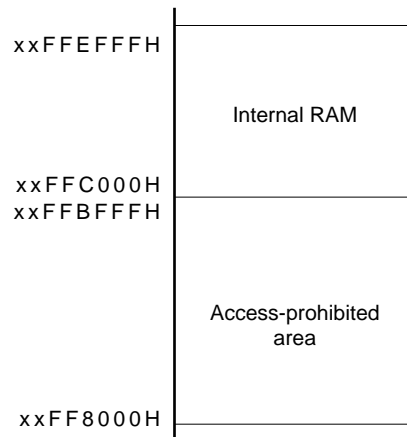 xxFFEFFFH
Internal RAM
xxFFC000H
xxFFBFFFH
Access-prohibited
area
xxFF8000H